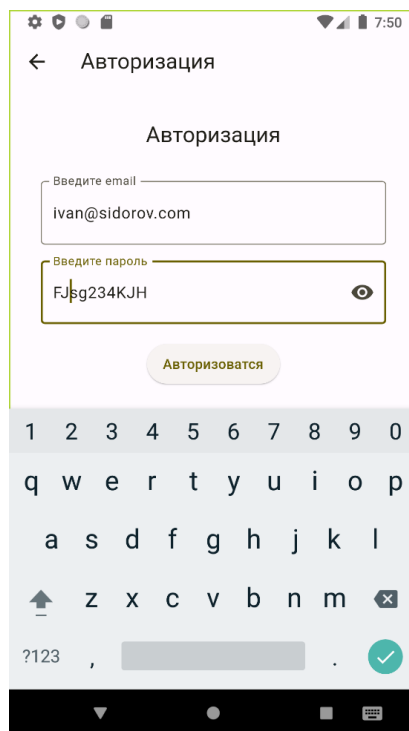 7:50
Авторизация
Авторизация
Введите email
ivan@sidorov.com
Введите пароль
FJsg234KJH
Авторизоватся
1 2 3 4 5 6 7 8 9 0
q w e r t y u i o p
a s d f g h j k l
z x c v b n m
?123 , .